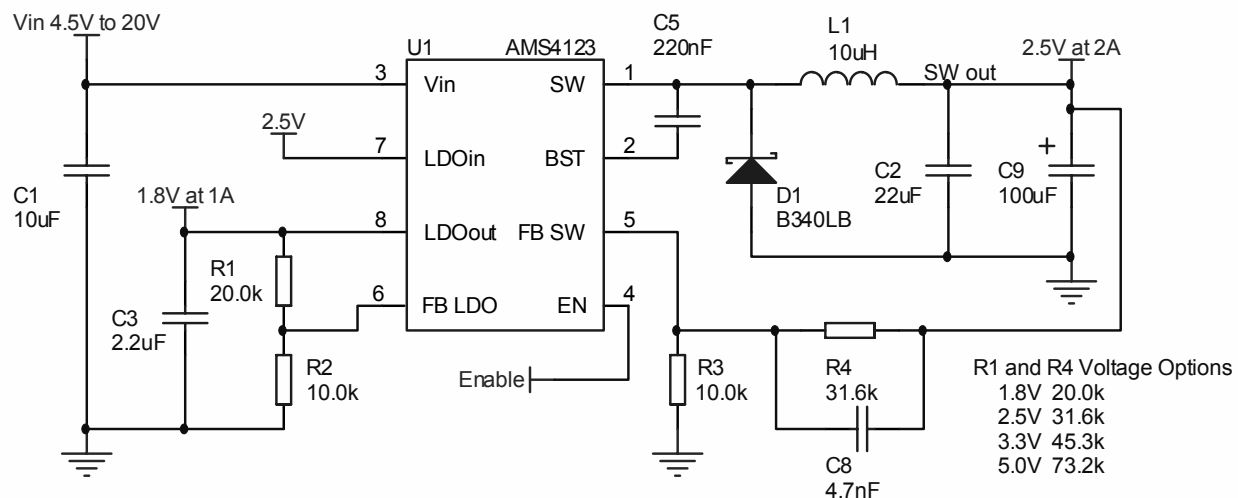 Vin 4.5V to 20V
U1
AMS4123
C5
220nF
L1
10uH
2.5V at 2A
SW out
3
Vin
SW
1
2.5V
7
LDOin
BST
2
C1
10uF
1.8V at 1A
8
LDOout
FB SW
5
D1
B340LB
C2
22uF
+
C9
100uF
R1
20.0k
6
FB LDO
EN
4
C3
2.2uF
R2
10.0k
Enable
R3
10.0k
R4
31.6k
C8
4.7nF
R1 and R4 Voltage Options
1.8V 20.0k
2.5V 31.6k
3.3V 45.3k
5.0V 73.2k